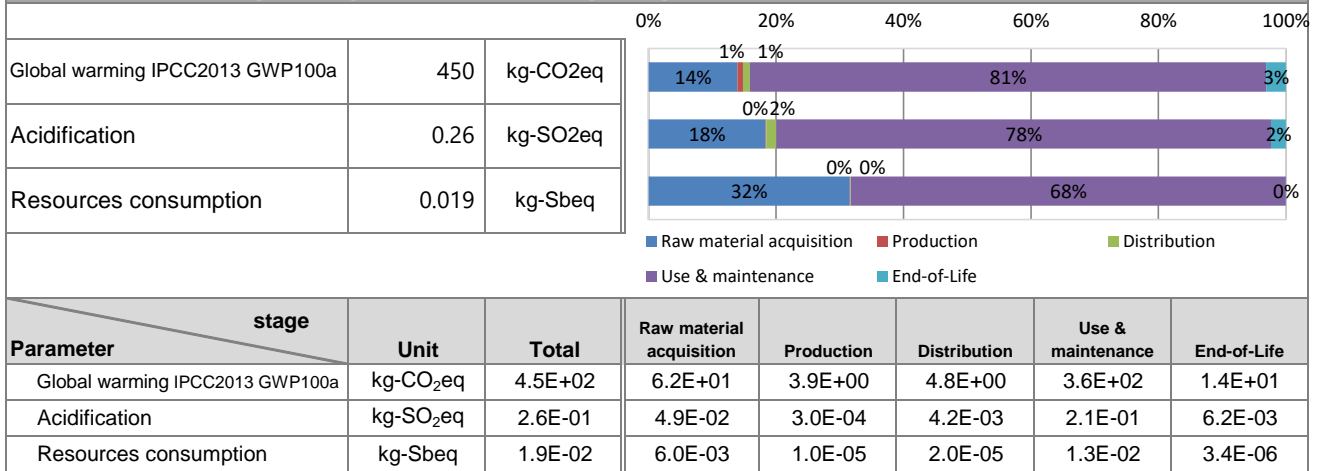 0% 20% 40% 60% 80% 100%
1% 1%
Global warming IPCC2013 GWP100a 450 kg-CO2eq 14% 81% 3%
0% 2%
Acidification 0.26 kg-SO2eq 18% 78% 2%
0% 0%
Resources consumption 0.019 kg-Sbeq 32% 68% 0%
Raw material acquisition Production Distribution
Use & maintenance End-of-Life
stage
Parameter Unit Total Raw material acquisition Production Distribution Use & maintenance End-of-Life
Global warming IPCC2013 GWP100a kg-CO₂eq 4.5E+02 6.2E+01 3.9E+00 4.8E+00 3.6E+02 1.4E+01
Acidification kg-SO₂eq 2.6E-01 4.9E-02 3.0E-04 4.2E-03 2.1E-01 6.2E-03
Resources consumption kg-Sbeq 1.9E-02 6.0E-03 1.0E-05 2.0E-05 1.3E-02 3.4E-06